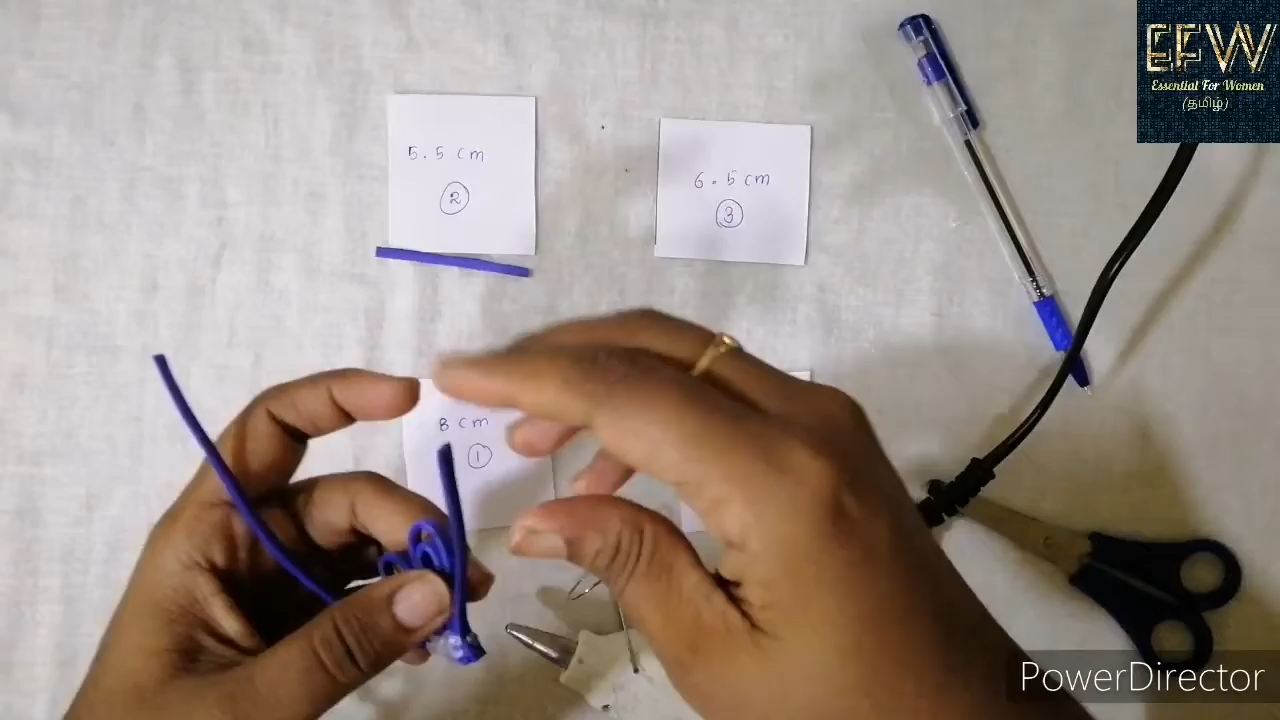 EFW
Essential For Women
(தமிழ்)
5.5 cm
2
6.5 cm
3
8 cm
1
PowerDirector